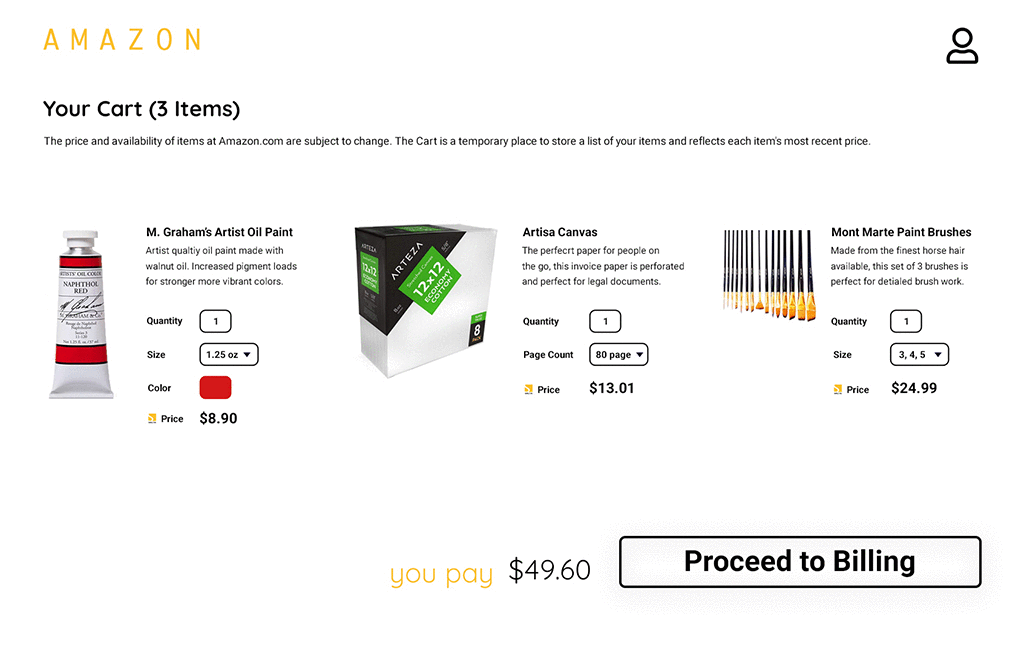 AMAZON
Your Cart (3 Items)
The price and availability of items at Amazon.com are subject to change. The Cart is a temporary place to store a list of your items and reflects each item's most recent price.
M. Graham's Artist Oil Paint
Artist qualtiy oil paint made with
walnut oil. Increased pigment loads
for stronger more vibrant colors.
Quantity 1
Size 1.25 oz
Color
Price $8.90
ARTISTS' OIL COLOR
NAPHTHOL
RED
ARTEZA
12x12
ARTEZA
12x12
ECONOMY
COTTON
8
PACK
Artisa Canvas
The perfecrt paper for people on
the go, this invoice paper is perforated
and perfect for legal documents.
Quantity 1
Page Count 80 page
Price $13.01
Mont Marte Paint Brushes
Made from the finest horse hair
available, this set of 3 brushes is
perfect for detialed brush work.
Quantity 1
Size 3, 4, 5
Price $24.99
you pay $49.60
Proceed to Billing